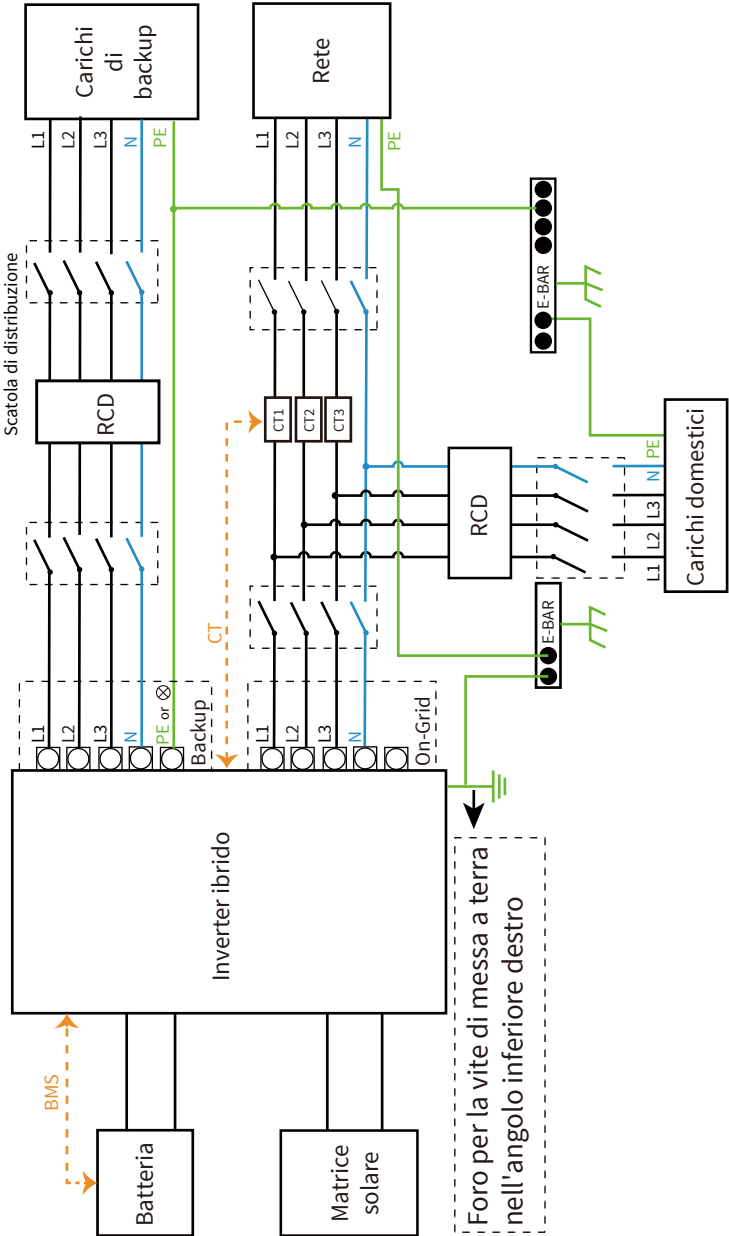 Carichi
di
backup
Rete
L1
L2
L3
N
PE
L1
L2
L3
N
PE
Scatola di distribuzione
RCD
CT1
CT2
CT3
E-BAR
CT
RCD
L1
L2
L3
N
PE
Carichi domestici
E-BAR
L1
L2
L3
N
PE or
Backup
L1
L2
L3
N
On-Grid
Inverter ibrido
Foro per la vite di messa a terra
nell'angolo inferiore destro
BMS
Batteria
Matrice
solare